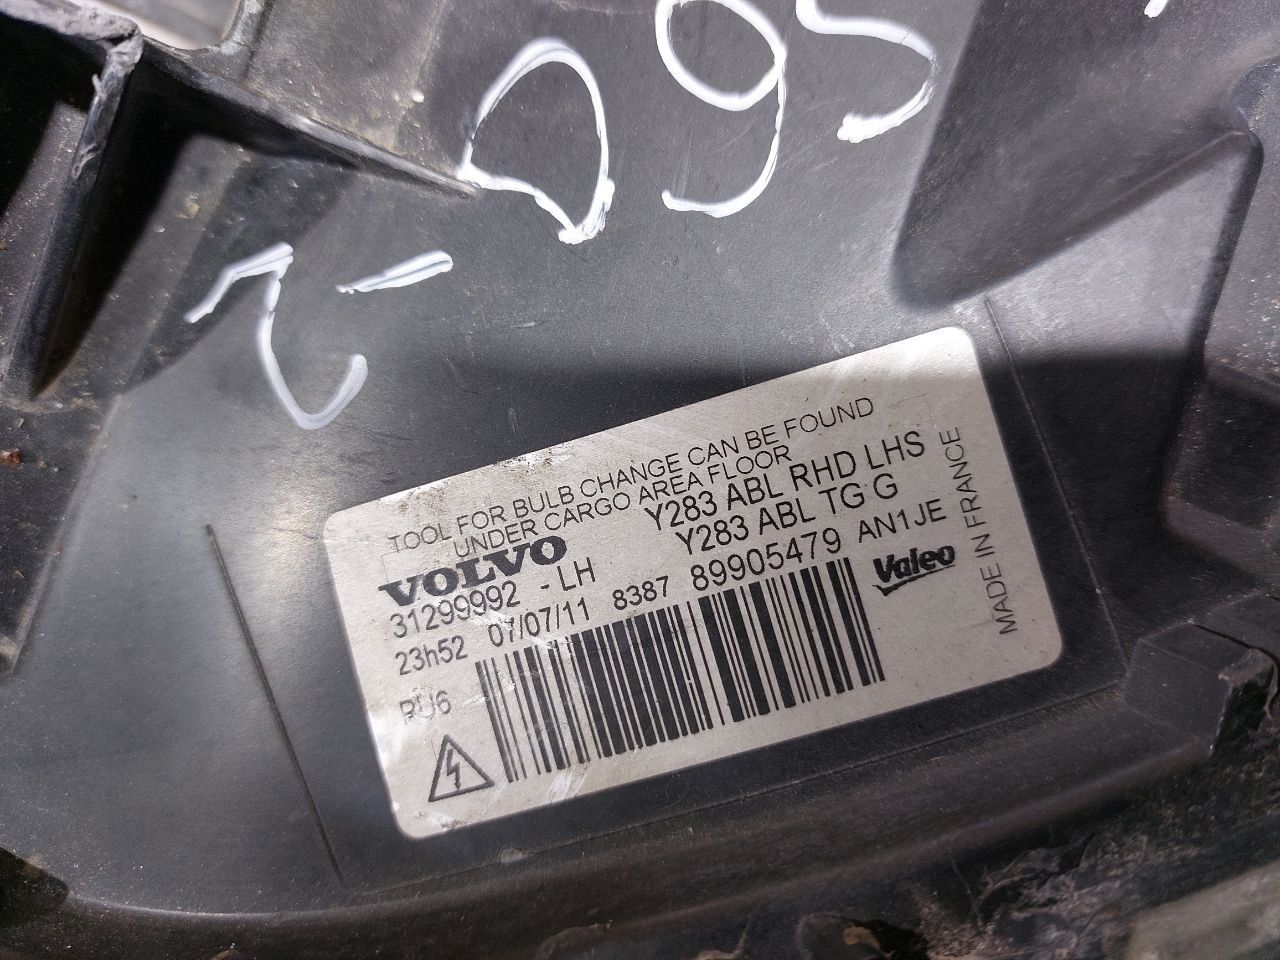 TOOL FOR BULB CHANGE CAN BE FOUND
UNDER CARGO AREA FLOOR
VOLVO
Y283 ABL RHD LHS
31299992 - LH
Y283 ABL TG G
23h52 07/07/11 8387 89905479 AN1JE
RU6
Valeo
MADE IN FRANCE